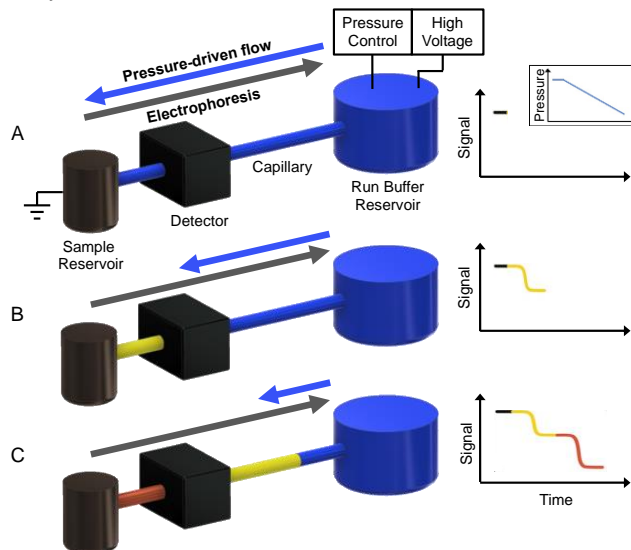 Pressure
Control
High
Voltage
Pressure-driven flow
Electrophoresis
A
Capillary
Detector
Sample
Reservoir
Run Buffer
Reservoir
Signal
Pressure
Time
B
Signal
C
Signal
Time